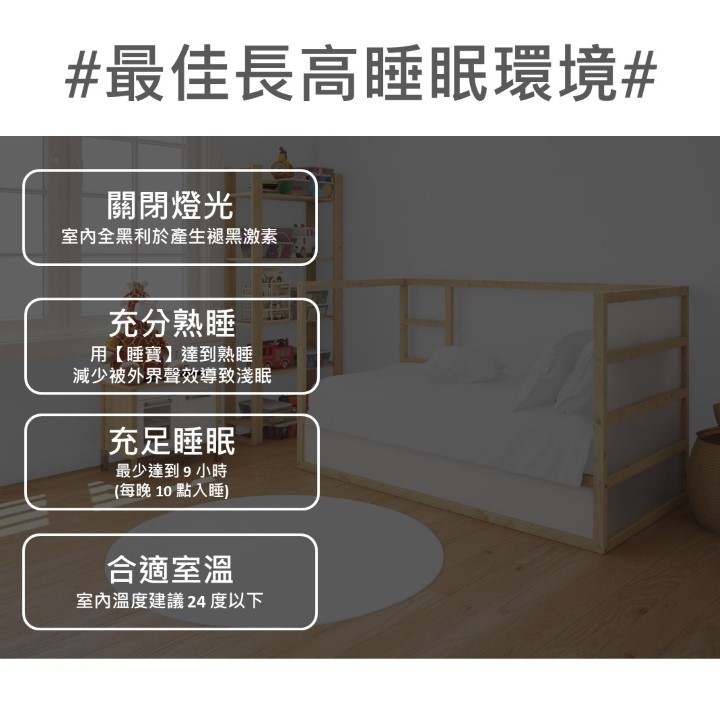 #最佳長高睡眠環境#
關閉燈光
室內全黑利於產生褪黑激素
充分熟睡
用【睡寶】達到熟睡
減少被外界聲效導致淺眠
充足睡眠
最少達到 9 小時
(每晚 10 點入睡)
合適室溫
室內溫度建議 24 度以下